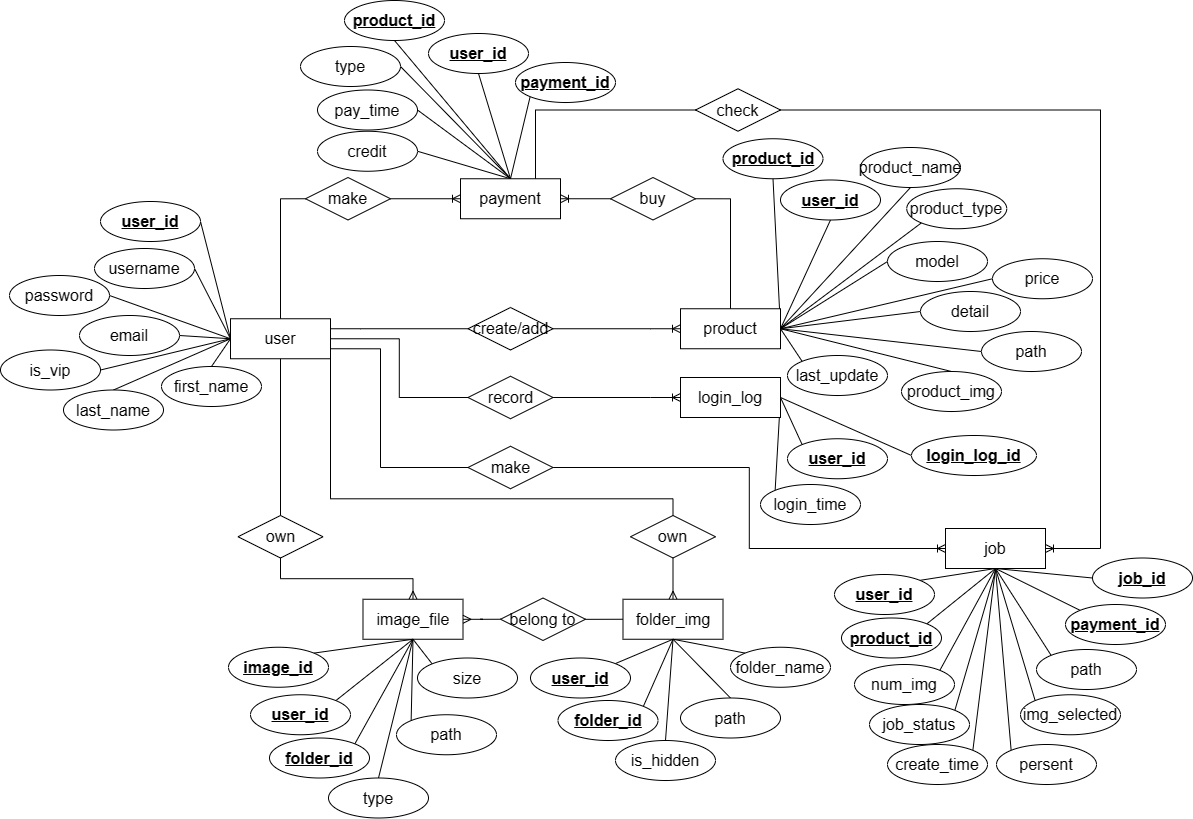 product_id
user_id
type
payment_id
pay_time
check
credit
product_id
product_name
make
payment
buy
user_id
product_type
user_id
username
model
password
price
detail
email
user
create/add
product
path
is_vip
first_name
last_update
product_img
last_name
record
login_log
user_id
login_log_id
make
login_time
own
own
job
job_id
user_id
image_file
belong to
folder_img
payment_id
product_id
image_id
size
user_id
folder_name
path
num_img
user_id
folder_id
path
img_selected
job_status
path
folder_id
is_hidden
create_time
persent
type